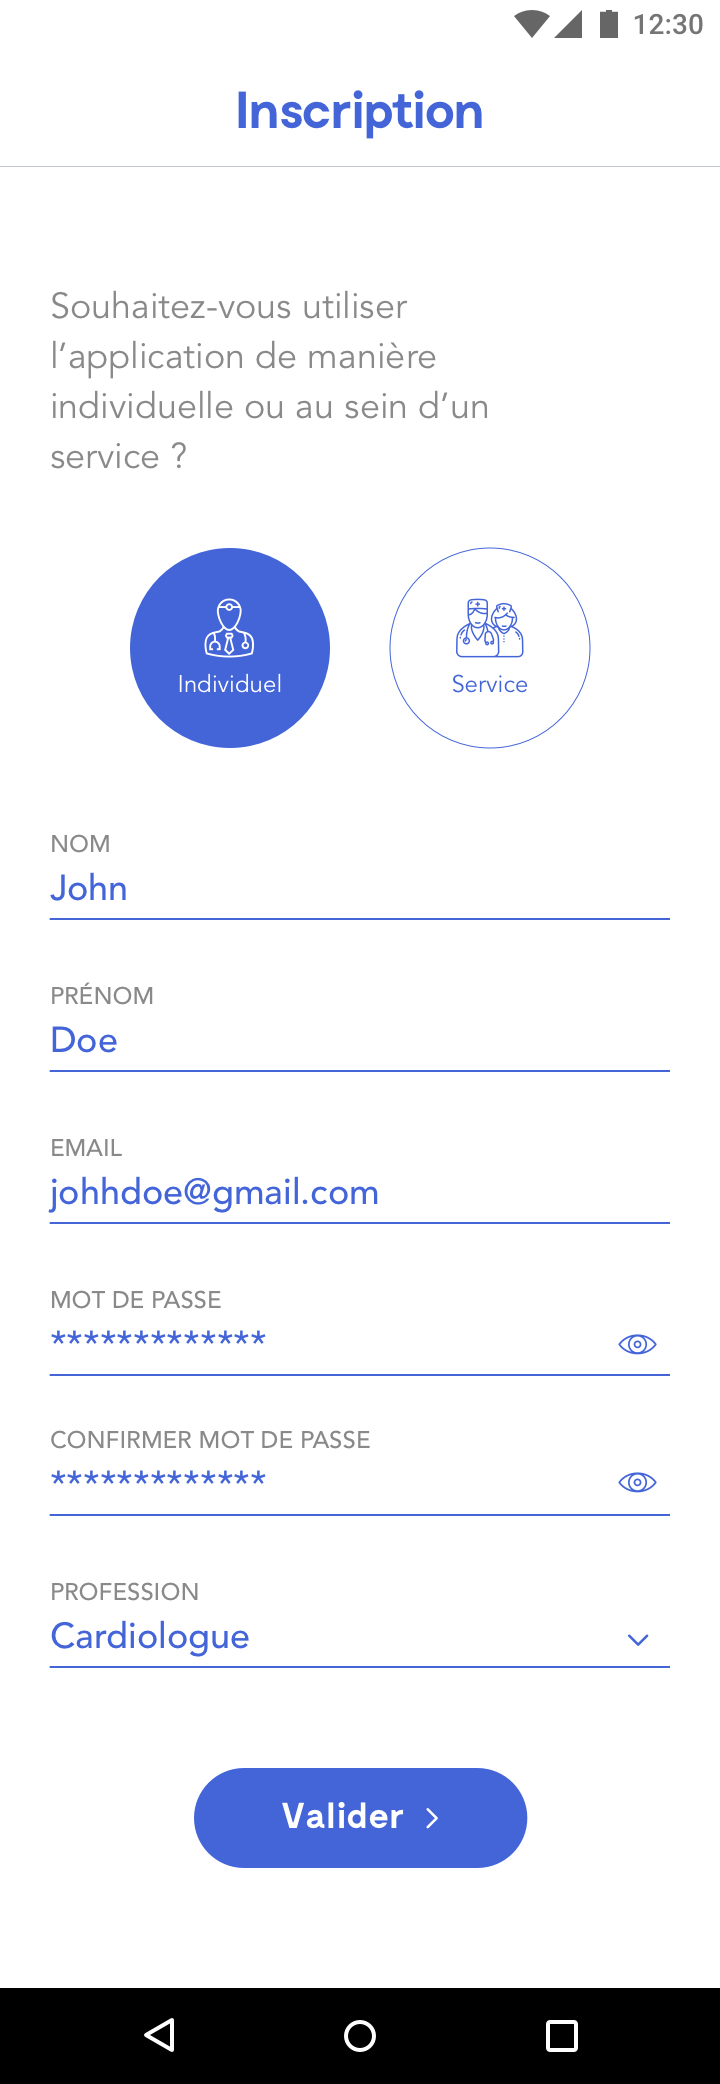 12:30
Inscription
Souhaitez-vous utiliser
l’application de manière
individuelle ou au sein d’un
service ?
Individuel
Service
NOM
John
PRÉNOM
Doe
EMAIL
johhdoe@gmail.com
MOT DE PASSE
*************
CONFIRMER MOT DE PASSE
*************
PROFESSION
Cardiologue
Valider